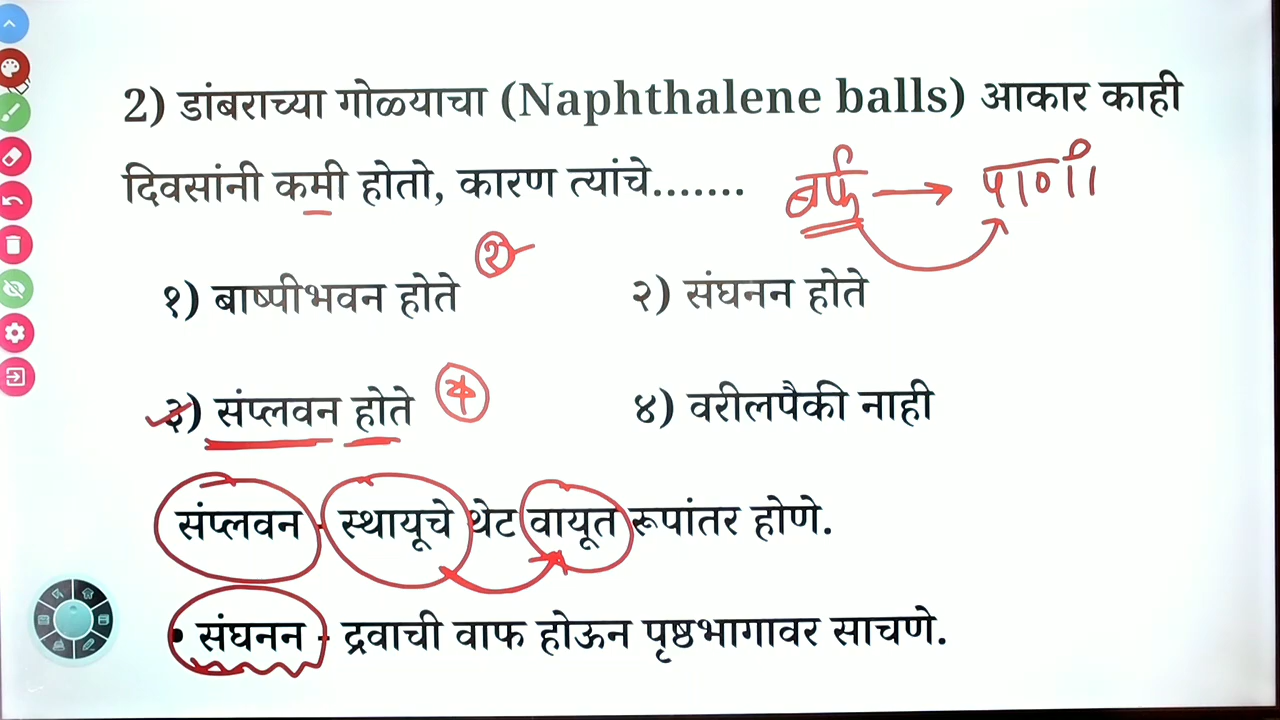 2) डांबराच्या गोळ्याचा (Naphthalene balls) आकार काही
दिवसांनी कमी होतो, कारण त्यांचे.......
बर्फ → पाणी
१) बाष्पीभवन होते
२) संघनन होते
३) संप्लवन होते
४) वरीलपैकी नाही
संप्लवन - स्थायूचे थेट वायूत रूपांतर होणे.
• संघनन - द्रवाची वाफ होऊन पृष्ठभागावर साचणे.